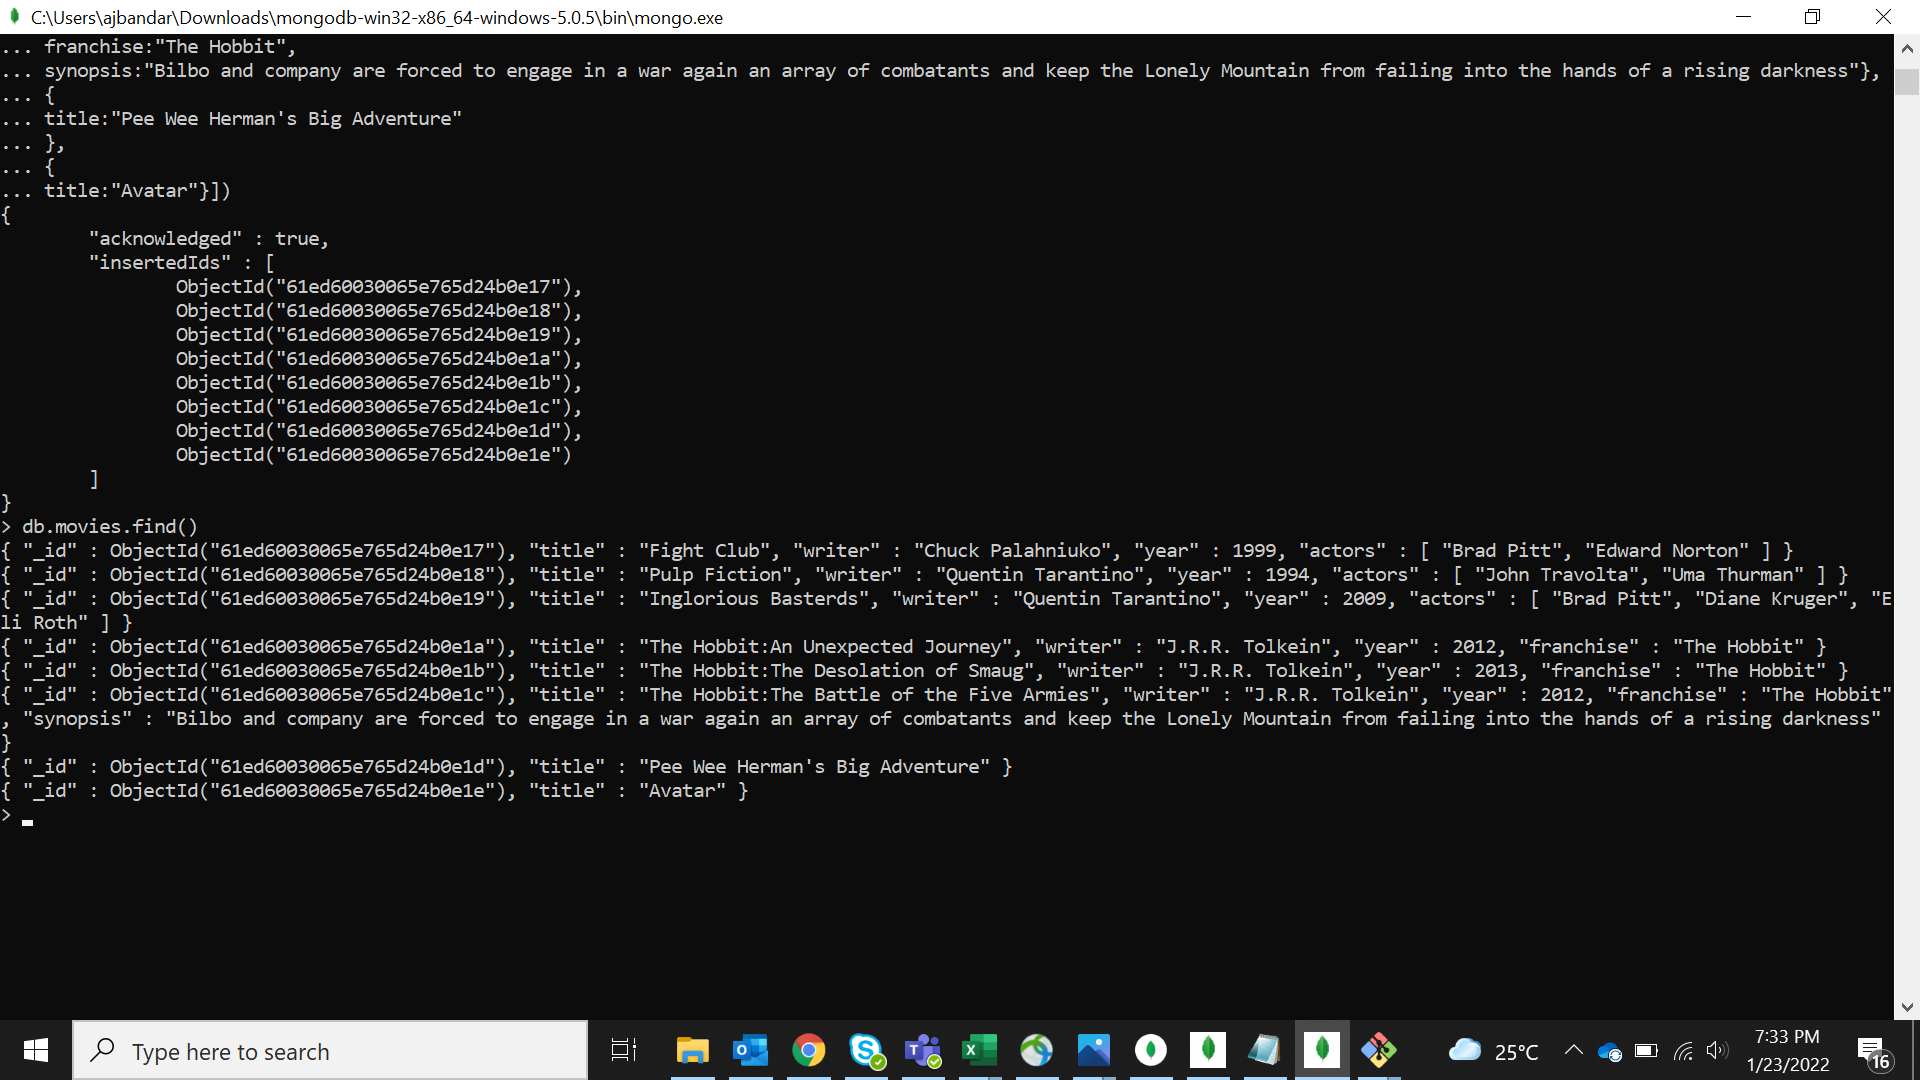 C:\Users\ajbandar\Downloads\mongodb-win32-x86_64-windows-5.0.5\bin\mongo.exe
... franchise:"The Hobbit",
... synopsis:"Bilbo and company are forced to engage in a war again an array of combatants and keep the Lonely Mountain from failing into the hands of a rising darkness"},
... {
... title:"Pee Wee Herman's Big Adventure"
... },
... {
... title:"Avatar"}])
{
        "acknowledged" : true,
        "insertedIds" : [
                ObjectId("61ed60030065e765d24b0e17"),
                ObjectId("61ed60030065e765d24b0e18"),
                ObjectId("61ed60030065e765d24b0e19"),
                ObjectId("61ed60030065e765d24b0e1a"),
                ObjectId("61ed60030065e765d24b0e1b"),
                ObjectId("61ed60030065e765d24b0e1c"),
                ObjectId("61ed60030065e765d24b0e1d"),
                ObjectId("61ed60030065e765d24b0e1e")
        ]
}
> db.movies.find()
{ "_id" : ObjectId("61ed60030065e765d24b0e17"), "title" : "Fight Club", "writer" : "Chuck Palahniuko", "year" : 1999, "actors" : [ "Brad Pitt", "Edward Norton" ] }
{ "_id" : ObjectId("61ed60030065e765d24b0e18"), "title" : "Pulp Fiction", "writer" : "Quentin Tarantino", "year" : 1994, "actors" : [ "John Travolta", "Uma Thurman" ] }
{ "_id" : ObjectId("61ed60030065e765d24b0e19"), "title" : "Inglorious Basterds", "writer" : "Quentin Tarantino", "year" : 2009, "actors" : [ "Brad Pitt", "Diane Kruger", "E
li Roth" ] }
{ "_id" : ObjectId("61ed60030065e765d24b0e1a"), "title" : "The Hobbit:An Unexpected Journey", "writer" : "J.R.R. Tolkein", "year" : 2012, "franchise" : "The Hobbit" }
{ "_id" : ObjectId("61ed60030065e765d24b0e1b"), "title" : "The Hobbit:The Desolation of Smaug", "writer" : "J.R.R. Tolkein", "year" : 2013, "franchise" : "The Hobbit" }
{ "_id" : ObjectId("61ed60030065e765d24b0e1c"), "title" : "The Hobbit:The Battle of the Five Armies", "writer" : "J.R.R. Tolkein", "year" : 2012, "franchise" : "The Hobbit"
, "synopsis" : "Bilbo and company are forced to engage in a war again an array of combatants and keep the Lonely Mountain from failing into the hands of a rising darkness"
}
{ "_id" : ObjectId("61ed60030065e765d24b0e1d"), "title" : "Pee Wee Herman's Big Adventure" }
{ "_id" : ObjectId("61ed60030065e765d24b0e1e"), "title" : "Avatar" }
>
Type here to search
25°C
7:33 PM
1/23/2022
16